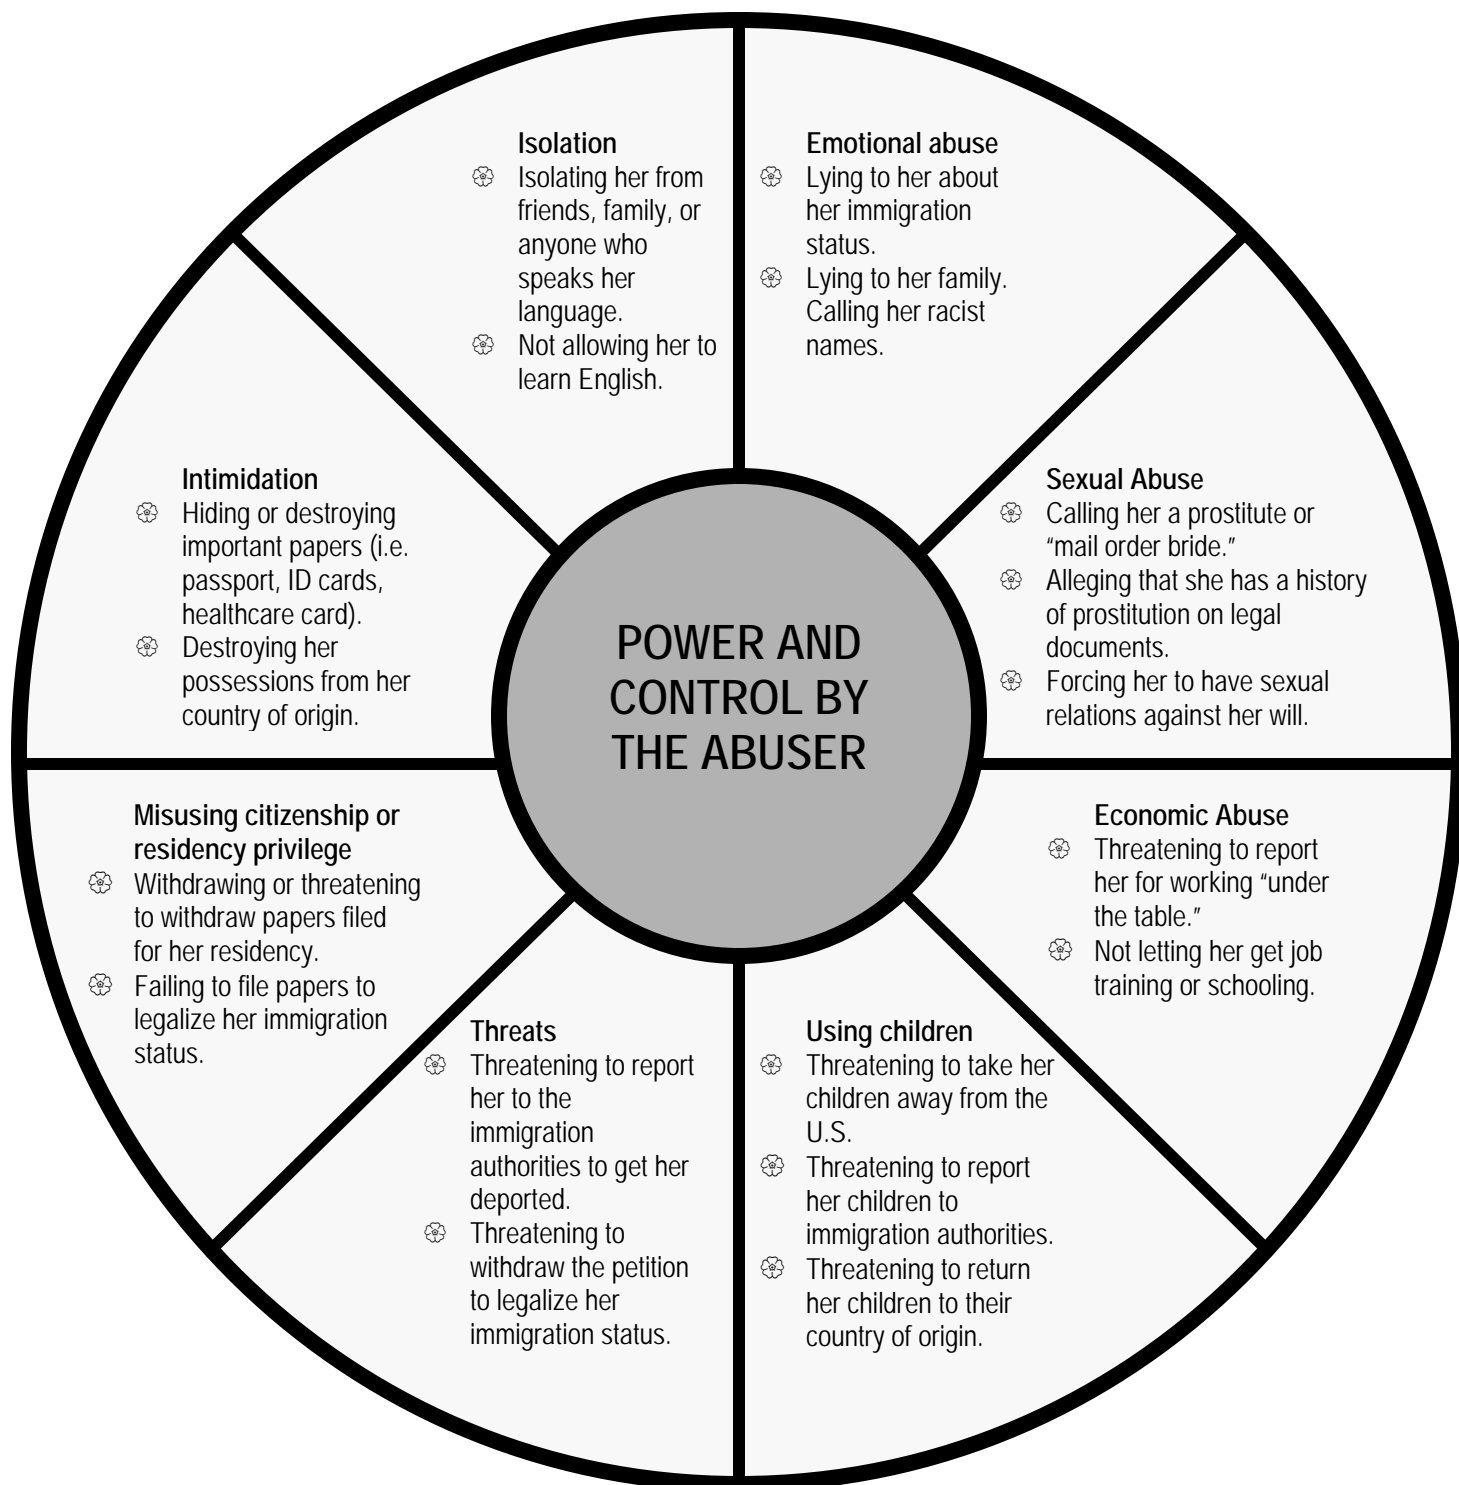 Isolation
Isolating her from
friends, family, or
anyone who
speaks her
language.
Not allowing her to
learn English.
Emotional abuse
Lying to her about
her immigration
status.
Lying to her family.
Calling her racist
names.
Intimidation
Hiding or destroying
important papers (i.e.
passport, ID cards,
healthcare card).
Destroying her
possessions from her
country of origin.
POWER AND
CONTROL BY
THE ABUSER
Sexual Abuse
Calling her a prostitute or
“mail order bride.”
Alleging that she has a history
of prostitution on legal
documents.
Forcing her to have sexual
relations against her will.
Misusing citizenship or
residency privilege
Withdrawing or threatening
to withdraw papers filed
for her residency.
Failing to file papers to
legalize her immigration
status.
Economic Abuse
Threatening to report
her for working “under
the table.”
Not letting her get job
training or schooling.
Threats
Threatening to report
her to the
immigration
authorities to get her
deported.
Threatening to
withdraw the petition
to legalize her
immigration status.
Using children
Threatening to take her
children away from the
U.S.
Threatening to report
her children to
immigration authorities.
Threatening to return
her children to their
country of origin.